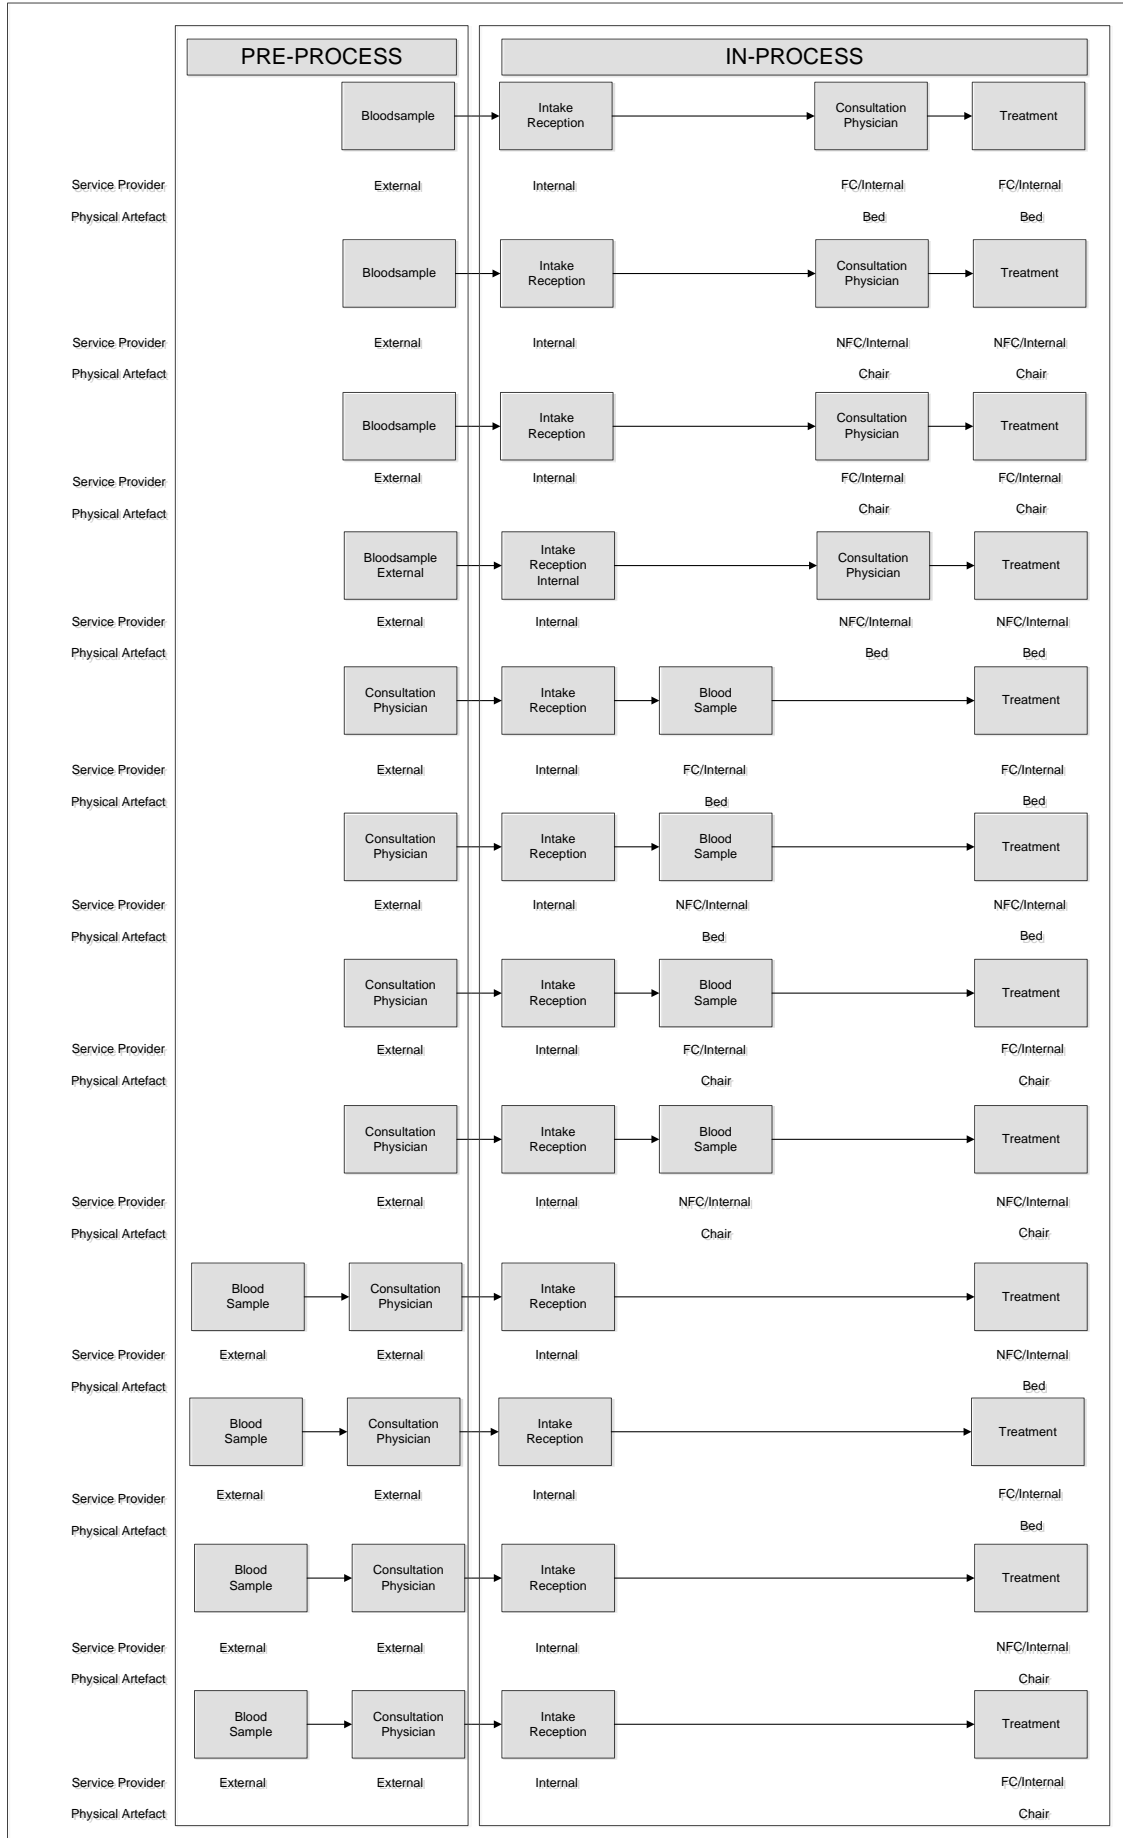 PRE-PROCESS IN-PROCESS
Bloodsample
Intake
Reception
Consultation
Physician
Treatment
Service Provider External Internal FC/Internal FC/Internal
Physical Artefact Bed Bed
Bloodsample
Intake
Reception
Consultation
Physician
Treatment
Service Provider External Internal NFC/Internal NFC/Internal
Physical Artefact Chair Chair
Bloodsample
Intake
Reception
Consultation
Physician
Treatment
Service Provider External Internal FC/Internal FC/Internal
Physical Artefact Chair Chair
Bloodsample
External
Intake
Reception
Internal
Consultation
Physician
Treatment
Service Provider External Internal NFC/Internal NFC/Internal
Physical Artefact Bed Bed
Consultation
Physician
Intake
Reception
Blood
Sample
Treatment
Service Provider External Internal FC/Internal FC/Internal
Physical Artefact Bed Bed
Consultation
Physician
Intake
Reception
Blood
Sample
Treatment
Service Provider External Internal NFC/Internal NFC/Internal
Physical Artefact Bed Bed
Consultation
Physician
Intake
Reception
Blood
Sample
Treatment
Service Provider External Internal FC/Internal FC/Internal
Physical Artefact Chair Chair
Consultation
Physician
Intake
Reception
Blood
Sample
Treatment
Service Provider External Internal NFC/Internal NFC/Internal
Physical Artefact Chair Chair
Blood
Sample
Consultation
Physician
Intake
Reception
Treatment
Service Provider External External Internal NFC/Internal
Physical Artefact Bed
Blood
Sample
Consultation
Physician
Intake
Reception
Treatment
Service Provider External External Internal FC/Internal
Physical Artefact Bed
Blood
Sample
Consultation
Physician
Intake
Reception
Treatment
Service Provider External External Internal NFC/Internal
Physical Artefact Chair
Blood
Sample
Consultation
Physician
Intake
Reception
Treatment
Service Provider External External Internal FC/Internal
Physical Artefact Chair